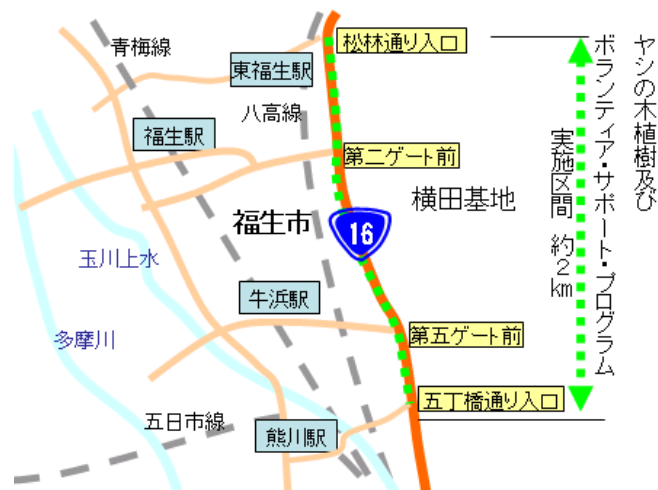 青梅線
松林通り入口
東福生駅
八高線
福生駅
第二ゲート前
横田基地
福生市
16
玉川上水
牛浜駅
多摩川
第五ゲート前
五丁橋通り入口
五日市線
熊川駅
ヤシの木植樹及び
ボランティア・サポート・プログラム
実施区間 約2km